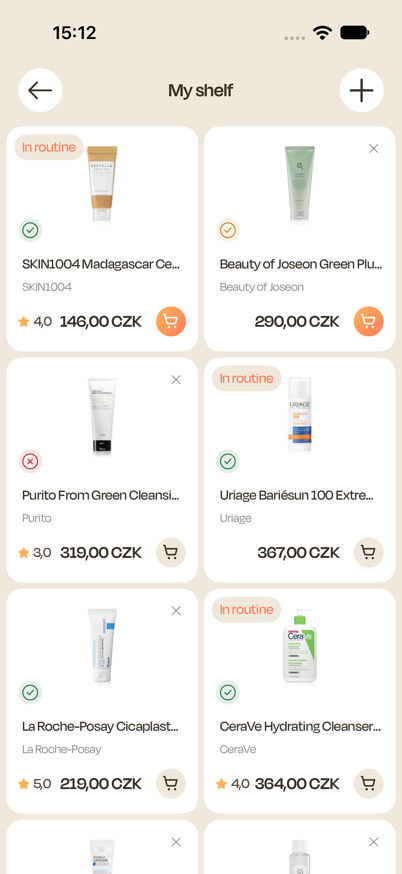 15:12
My shelf
In routine
SKIN1004 Madagascar Ce...
SKIN1004
4,0 146,00 CZK
Beauty of Joseon Green Plu...
Beauty of Joseon
290,00 CZK
Purito From Green Cleansi...
Purito
3,0 319,00 CZK
In routine
URIAGE
Uriage Bariésun 100 Extre...
Uriage
367,00 CZK
La Roche-Posay Cicaplast...
La Roche-Posay
5,0 219,00 CZK
In routine
CeraVe
CeraVe Hydrating Cleanser...
CeraVe
4,0 364,00 CZK